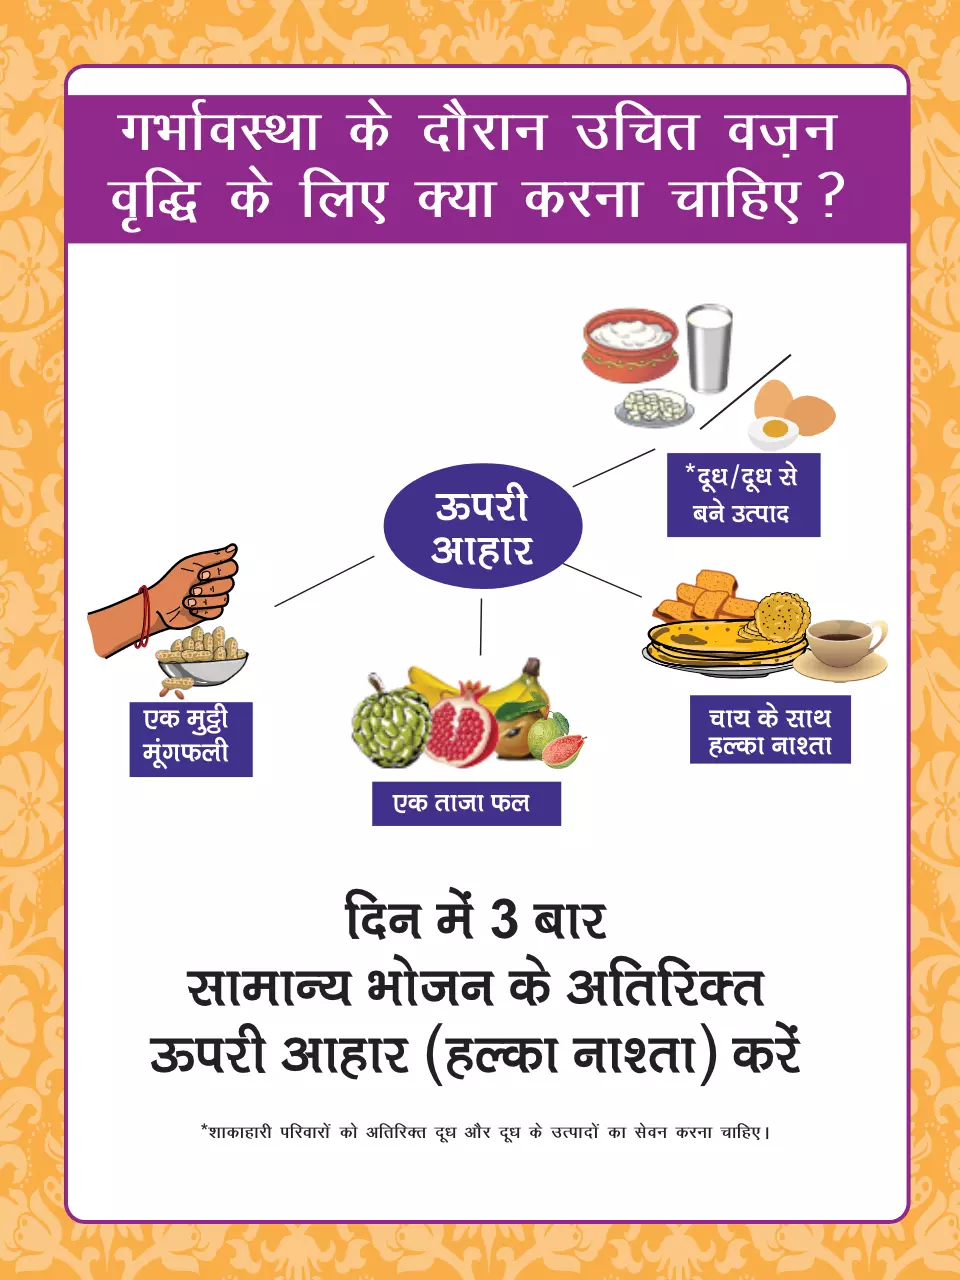 गर्भावस्था के दौरान उचित वज़न
वृद्धि के लिए क्या करना चाहिए ?
*दूध/दूध से
बने उत्पाद
ऊपरी
आहार
एक मुट्ठी
मूंगफली
चाय के साथ
हल्का नाश्ता
एक ताजा फल
दिन में 3 बार
सामान्य भोजन के अतिरिक्त
ऊपरी आहार (हल्का नाश्ता) करें
*शाकाहारी परिवारों को अतिरिक्त दूध और दूध के उत्पादों का सेवन करना चाहिए।